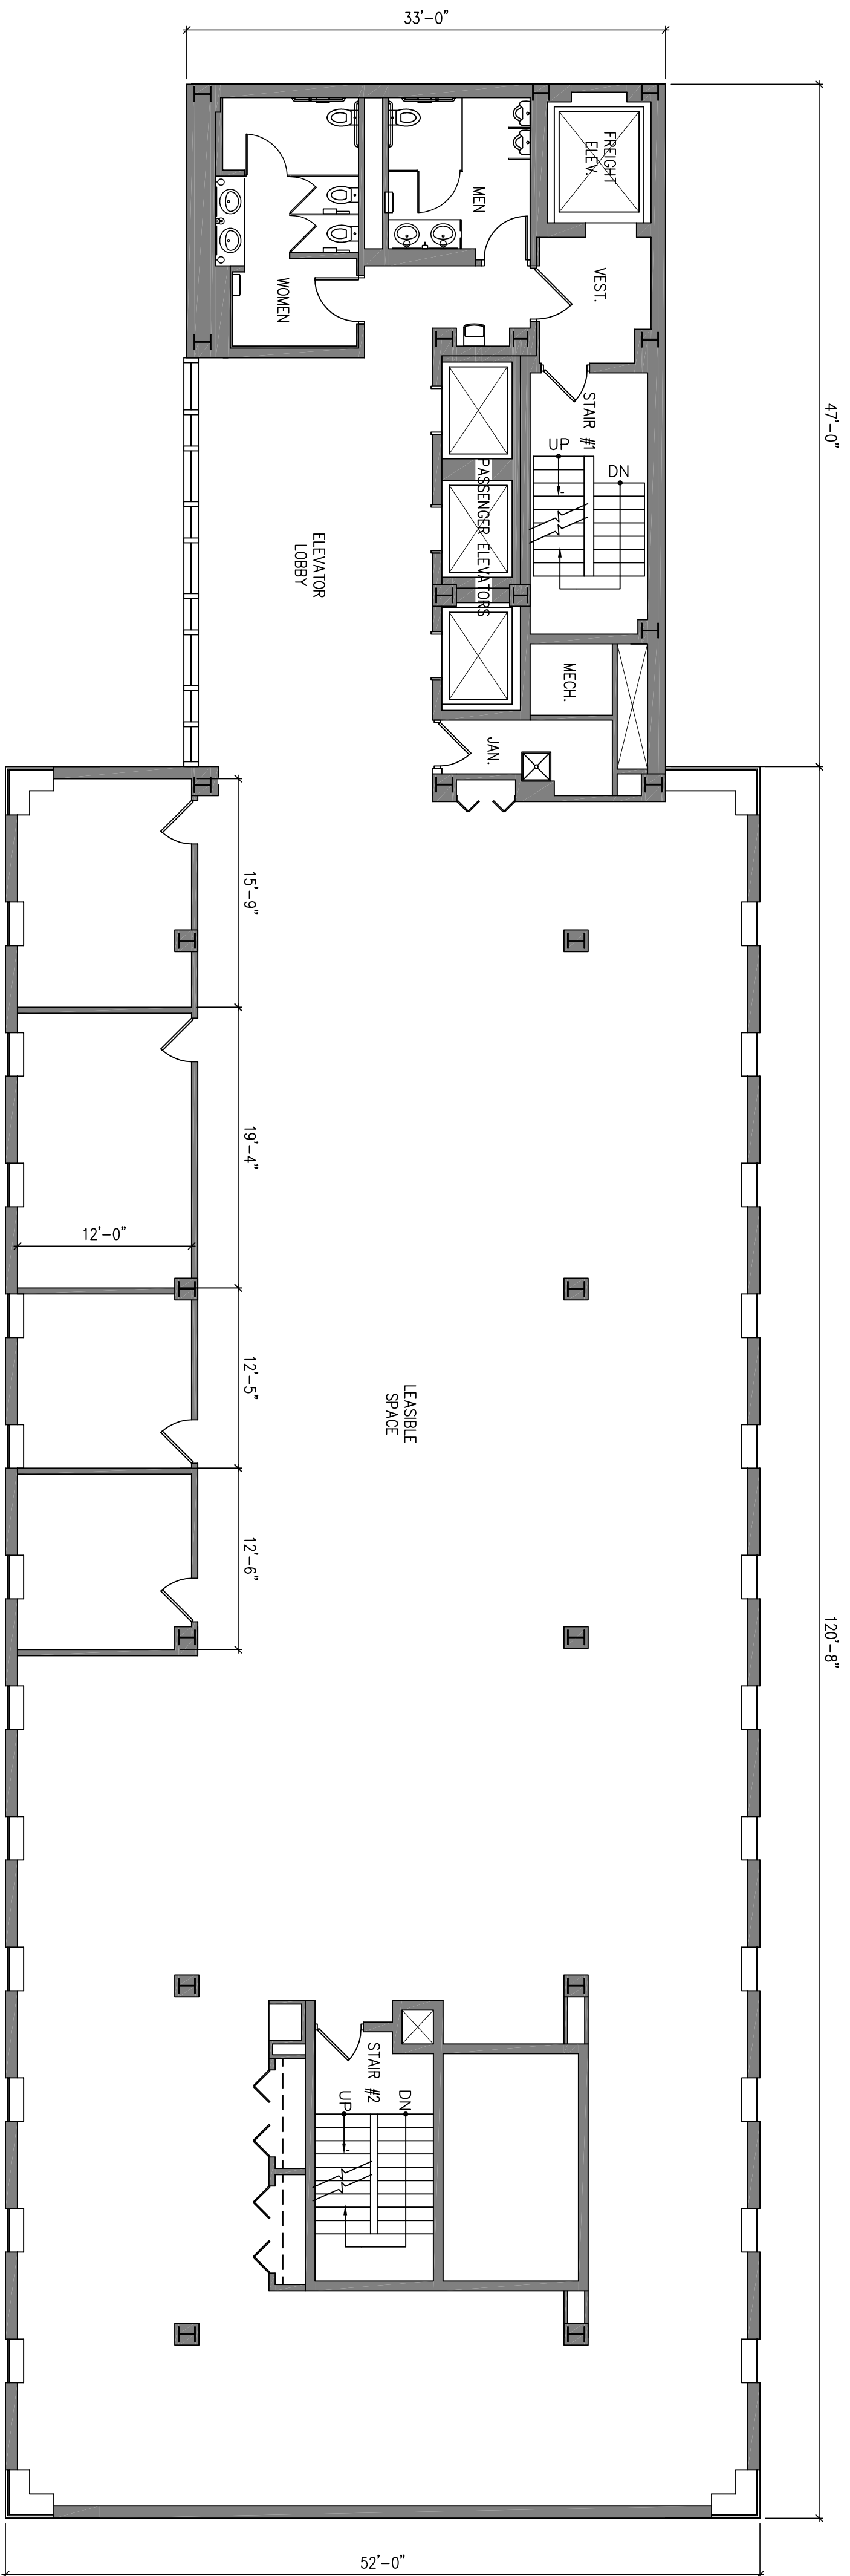 33'-0"
FREIGHT
ELEV.
MEN
VEST.
WOMEN
47'-0"
STAIR #1
UP
DN
PASSENGER ELEVATORS
ELEVATOR
LOBBY
MECH.
JAN.
15'-9"
19'-4"
12'-0"
12'-5"
LEASIBLE
SPACE
12'-6"
120'-8"
STAIR #2
UP
DN
52'-0"